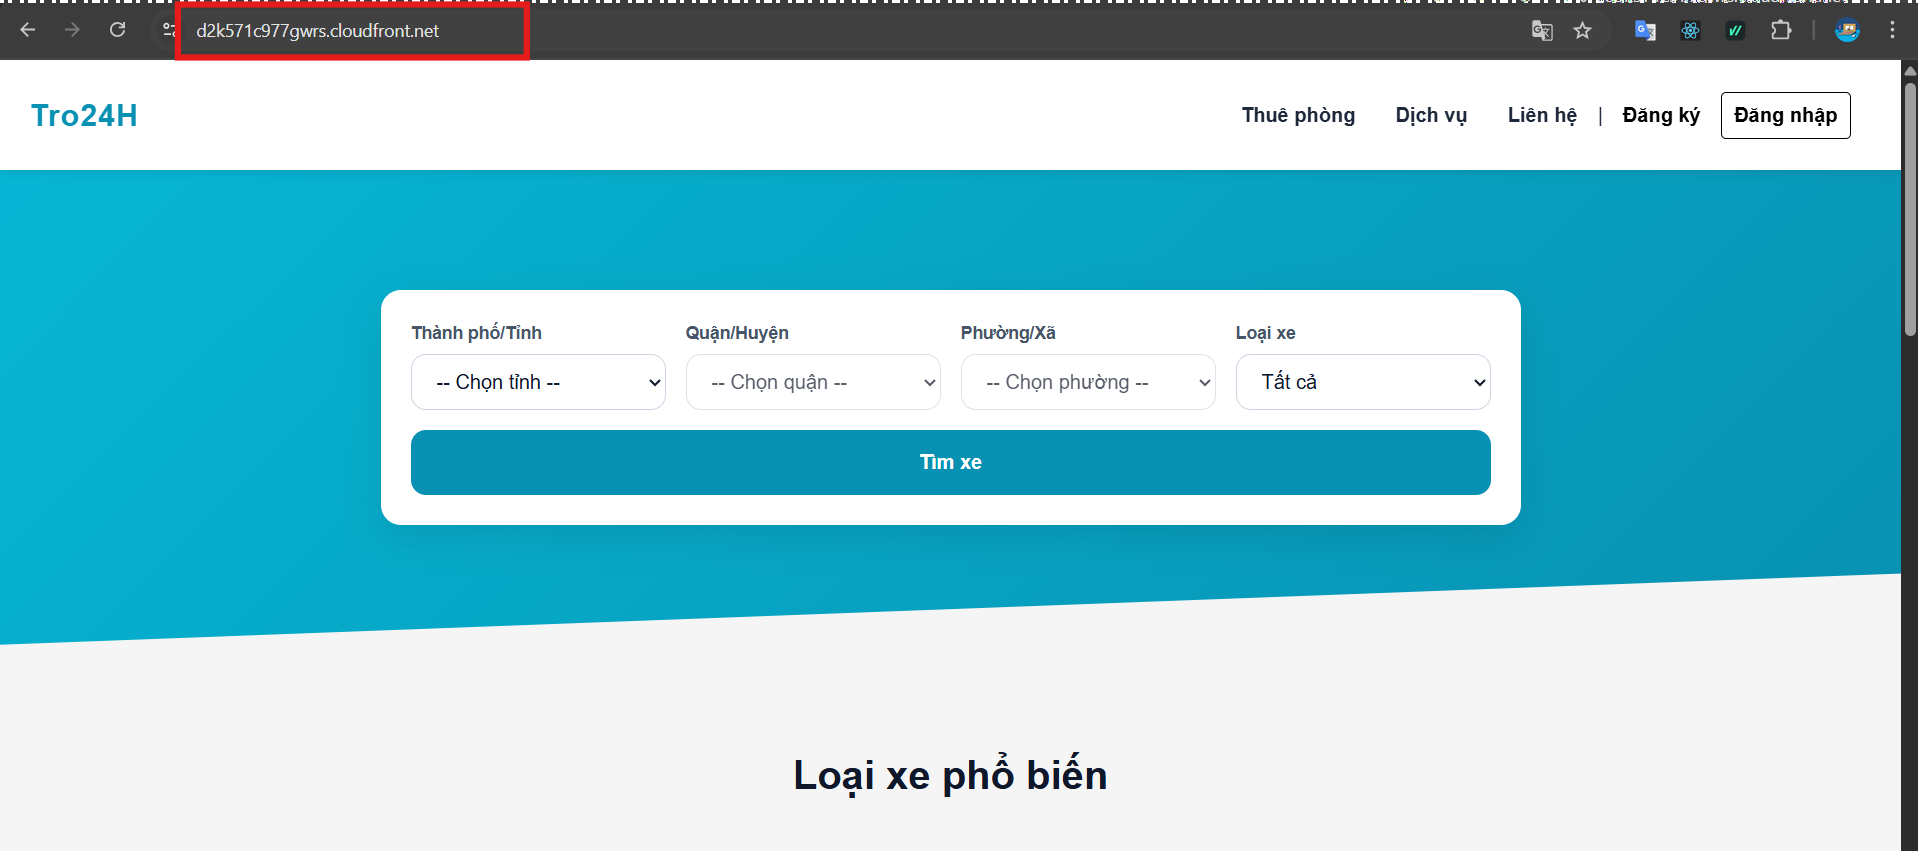 d2k571c977gwrs.cloudfront.net
Tro24H
Thuê phòng Dịch vụ Liên hệ | Đăng ký Đăng nhập
Thành phố/Tỉnh Quận/Huyện Phường/Xã Loại xe
-- Chọn tỉnh -- -- Chọn quận -- -- Chọn phường -- Tất cả
Tìm xe
Loại xe phổ biến